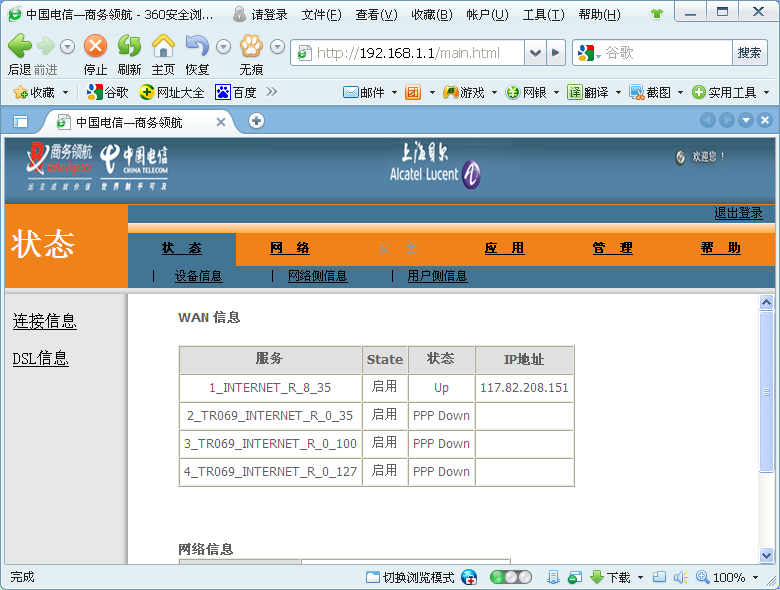 中国电信—商务领航 - 360安全浏... 请登录 文件(F) 查看(V) 收藏(B) 帐户(U) 工具(T) 帮助(H)
http://192.168.1.1/main.html 谷歌 搜索
后退 前进 停止 刷新 主页 恢复 无痕
收藏 谷歌 网址大全 百度 邮件 游戏 网银 译 翻译 截图 实用工具
中国电信—商务领航
商务领航 中国电信 CHINA TELECOM
世界触手可及
上海贝尔
Alcatel Lucent
欢迎您！
退出登录
状态
状 态 网 络 安 全 应 用 管 理 帮 助
| 设备信息 | 网络侧信息 | 用户侧信息
连接信息
DSL信息
WAN 信息
服务 State 状态 IP地址
1_INTERNET_R_8_35 启用 Up 117.82.208.151
2_TR069_INTERNET_R_0_35 启用 PPP Down
3_TR069_INTERNET_R_0_100 启用 PPP Down
4_TR069_INTERNET_R_0_127 启用 PPP Down
网络信息
完成 切换浏览模式 下载 100%